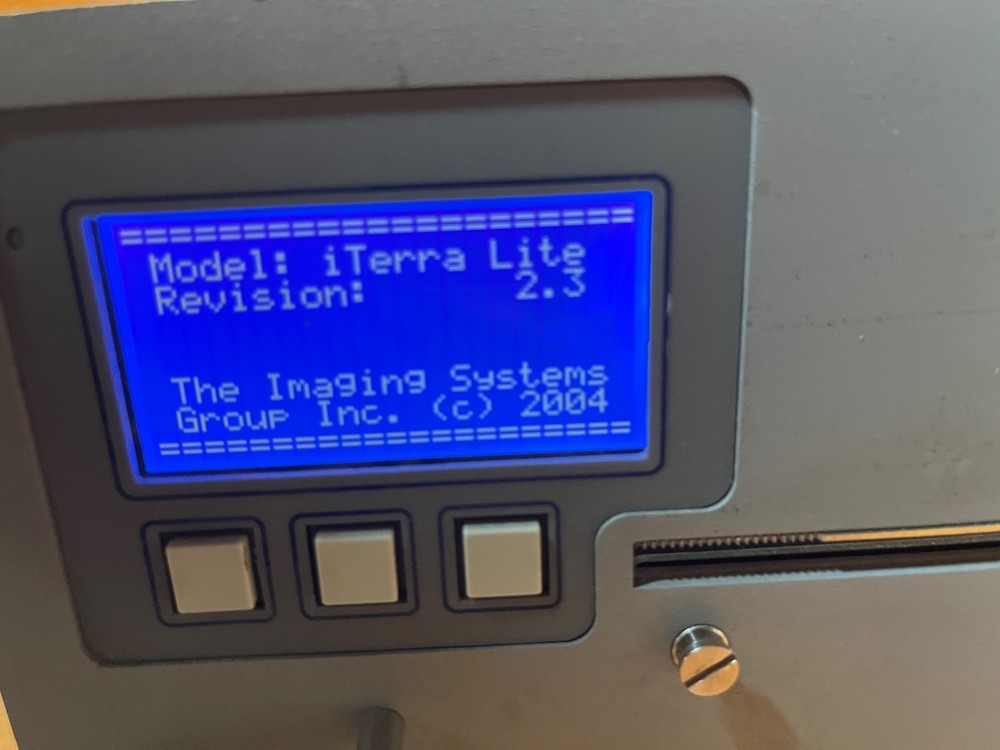 =====================
Model: iTerra Lite
Revision: 2.3
The Imaging Systems
Group Inc. (c) 2004
=====================